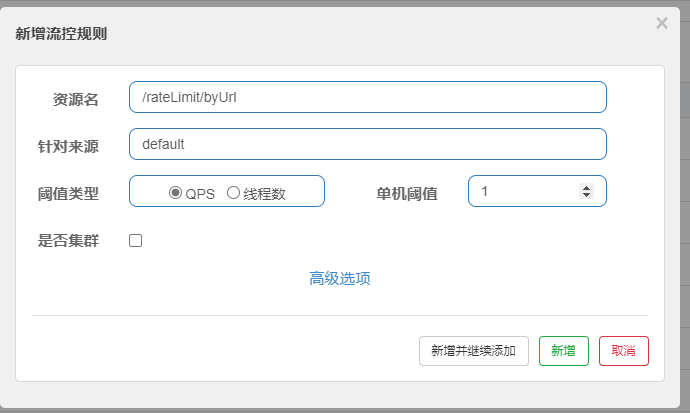 新增流控规则
资源名 /rateLimit/byUrl
针对来源 default
阈值类型 QPS 线程数 单机阈值 1
是否集群
高级选项
新增并继续添加 新增 取消